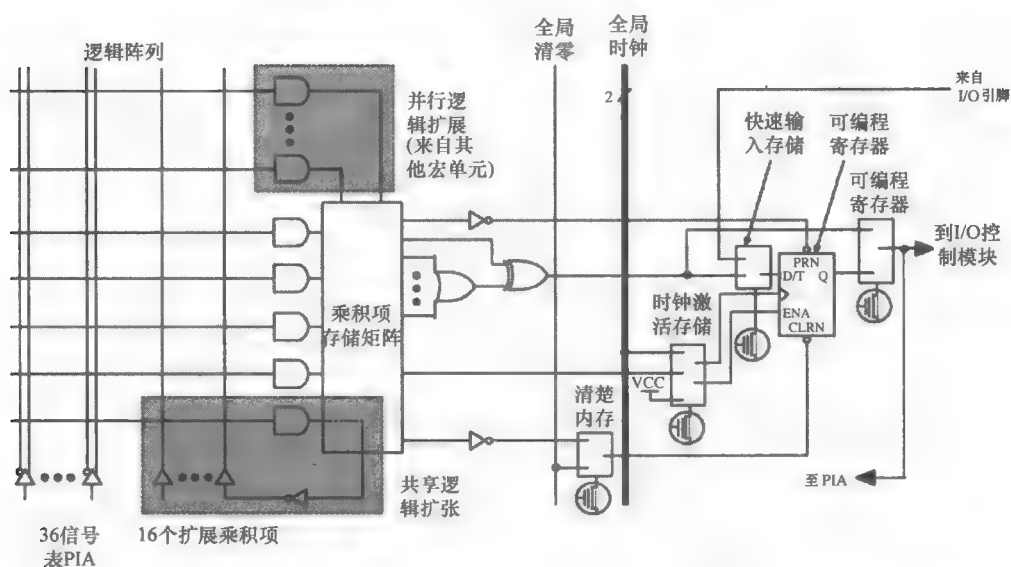 逻辑阵列
全局
清零
全局
时钟
来自
I/O 引脚
2
并行逻
辑扩展
(来自其
他宏单元)
快速输
入存储
可编程
寄存器
可编程
寄存器
到I/O控
制模块
PRN
D/T Q
ENA
CLRN
乘积项
存储矩阵
时钟激
活存储
VCC
清楚
内存
共享逻
辑扩张
至 PIA
36信号
表PIA
16个扩展乘积项